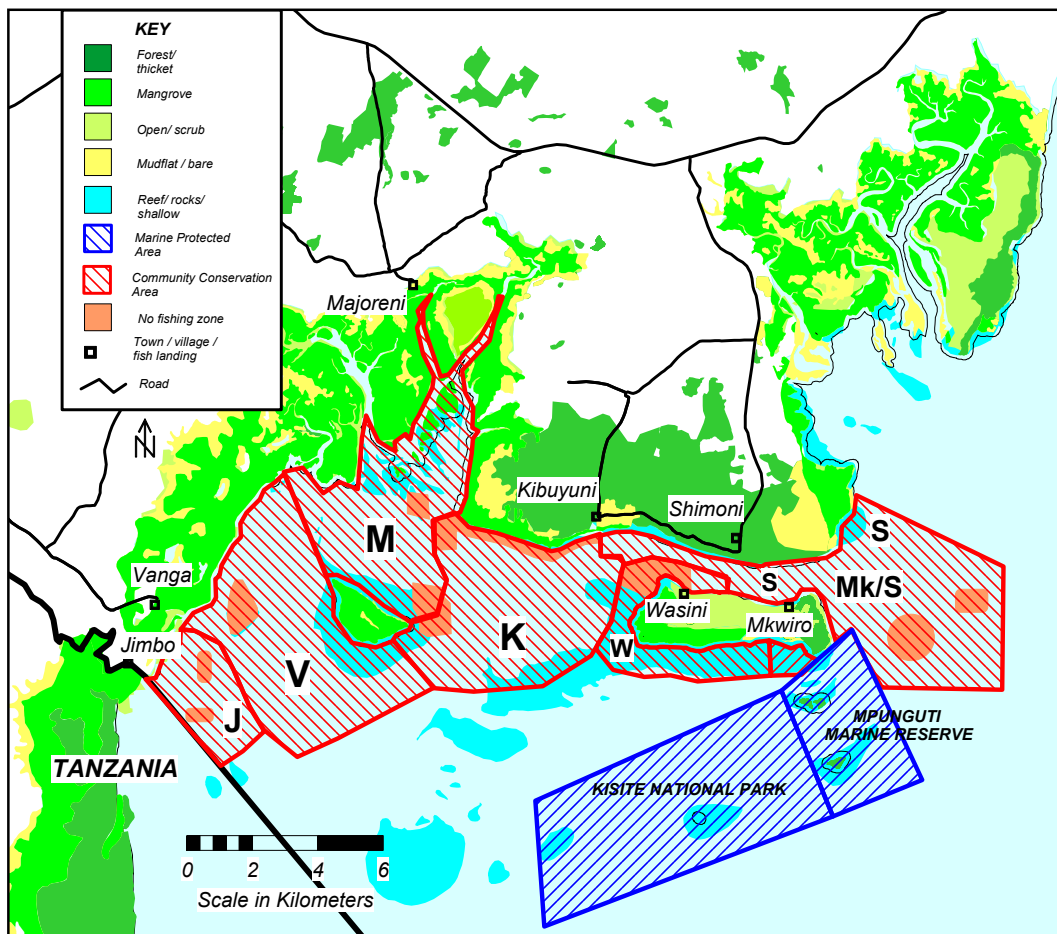 KEY
Forest/
thicket
Mangrove
Open/ scrub
Mudflat / bare
Reef/ rocks/
shallow
Marine Protected
Area
Community Conservation
Area
No fishing zone
Town / village /
fish landing
Road
N
Majoreni
Kibuyuni
Shimoni
S
M
Vanga
S
Mk/S
Wasini
Mkwiro
Jimbo
K
W
V
J
MPUNGUTI
MARINE RESERVE
TANZANIA
KISITE NATIONAL PARK
0 2 4 6
Scale in Kilometers